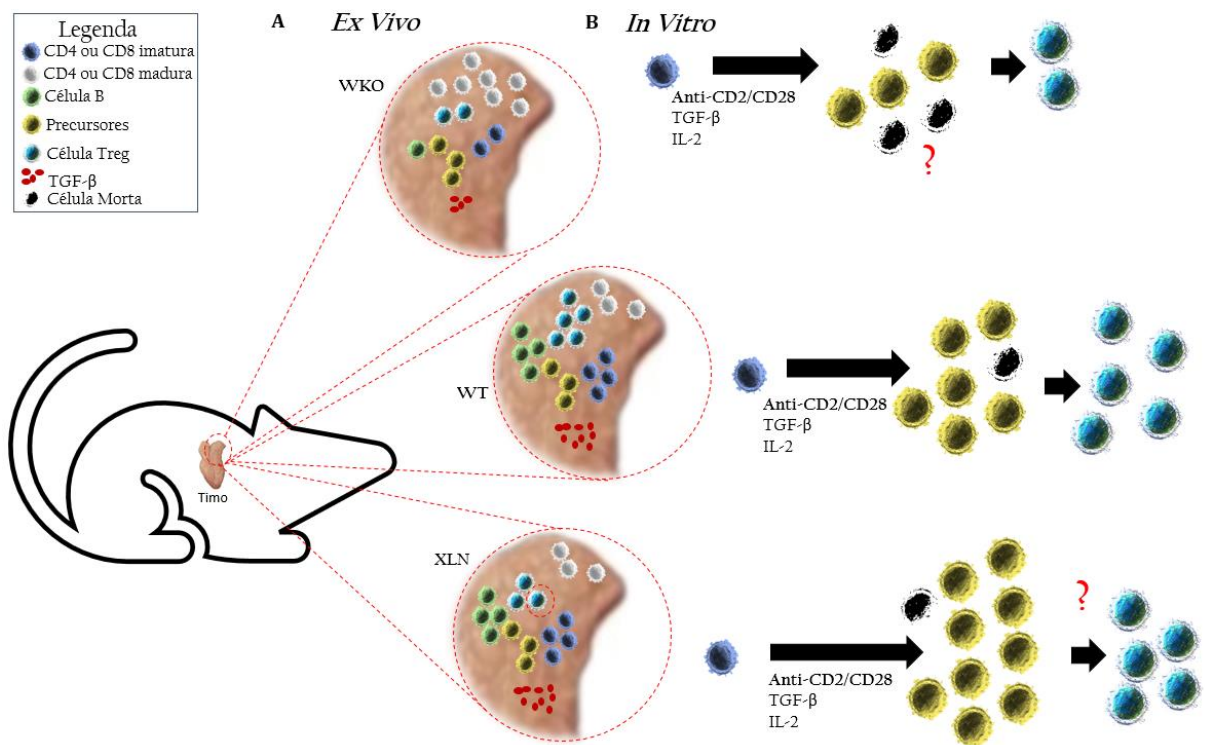 Legenda
CD4 ou CD8 imatura
CD4 ou CD8 madura
Célula B
Precursores
Célula Treg
TGF-β
Célula Morta
A
Ex Vivo
WKO
WT
XLN
Timo
B
In Vitro
Anti-CD2/CD28
TGF-β
IL-2
?
Anti-CD2/CD28
TGF-β
IL-2
Anti-CD2/CD28
TGF-β
IL-2
?